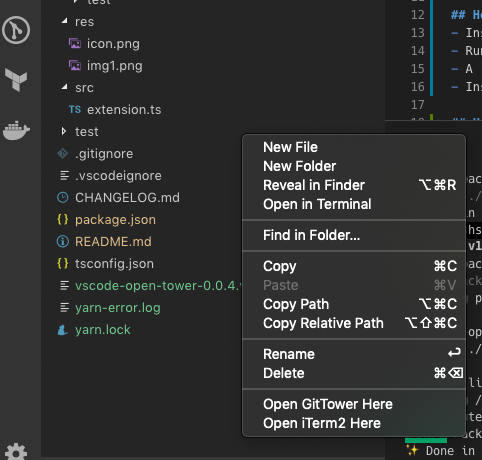 test
res
icon.png
img1.png
src
TS extension.ts
test
.gitignore
.vscodeignore
CHANGELOG.md
{} package.json
README.md
{} tsconfig.json
vscode-open-tower-0.0.4.
yarn-error.log
yarn.lock
12 ## H
13 - Ins
14 - Run
15 - A
16 - Ins
17
New File
New Folder
Reveal in Finder ⌥⌘R
Open in Terminal
Find in Folder...
Copy ⌘C
Paste ⌘V
Copy Path ⌥⌘C
Copy Relative Path ⌥⇧⌘C
Rename ⏎
Delete ⌘⌫
Open GitTower Here
Open iTerm2 Here
✨ Done in